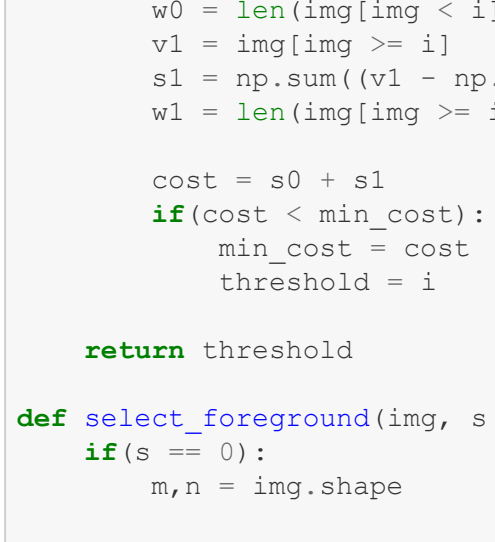 w0 = len(img[img < i]
        v1 = img[img >= i]
        s1 = np.sum((v1 - np.
        w1 = len(img[img >= i

        cost = s0 + s1
        if(cost < min_cost):
            min_cost = cost
            threshold = i

    return threshold

def select_foreground(img, s
    if(s == 0):
        m,n = img.shape